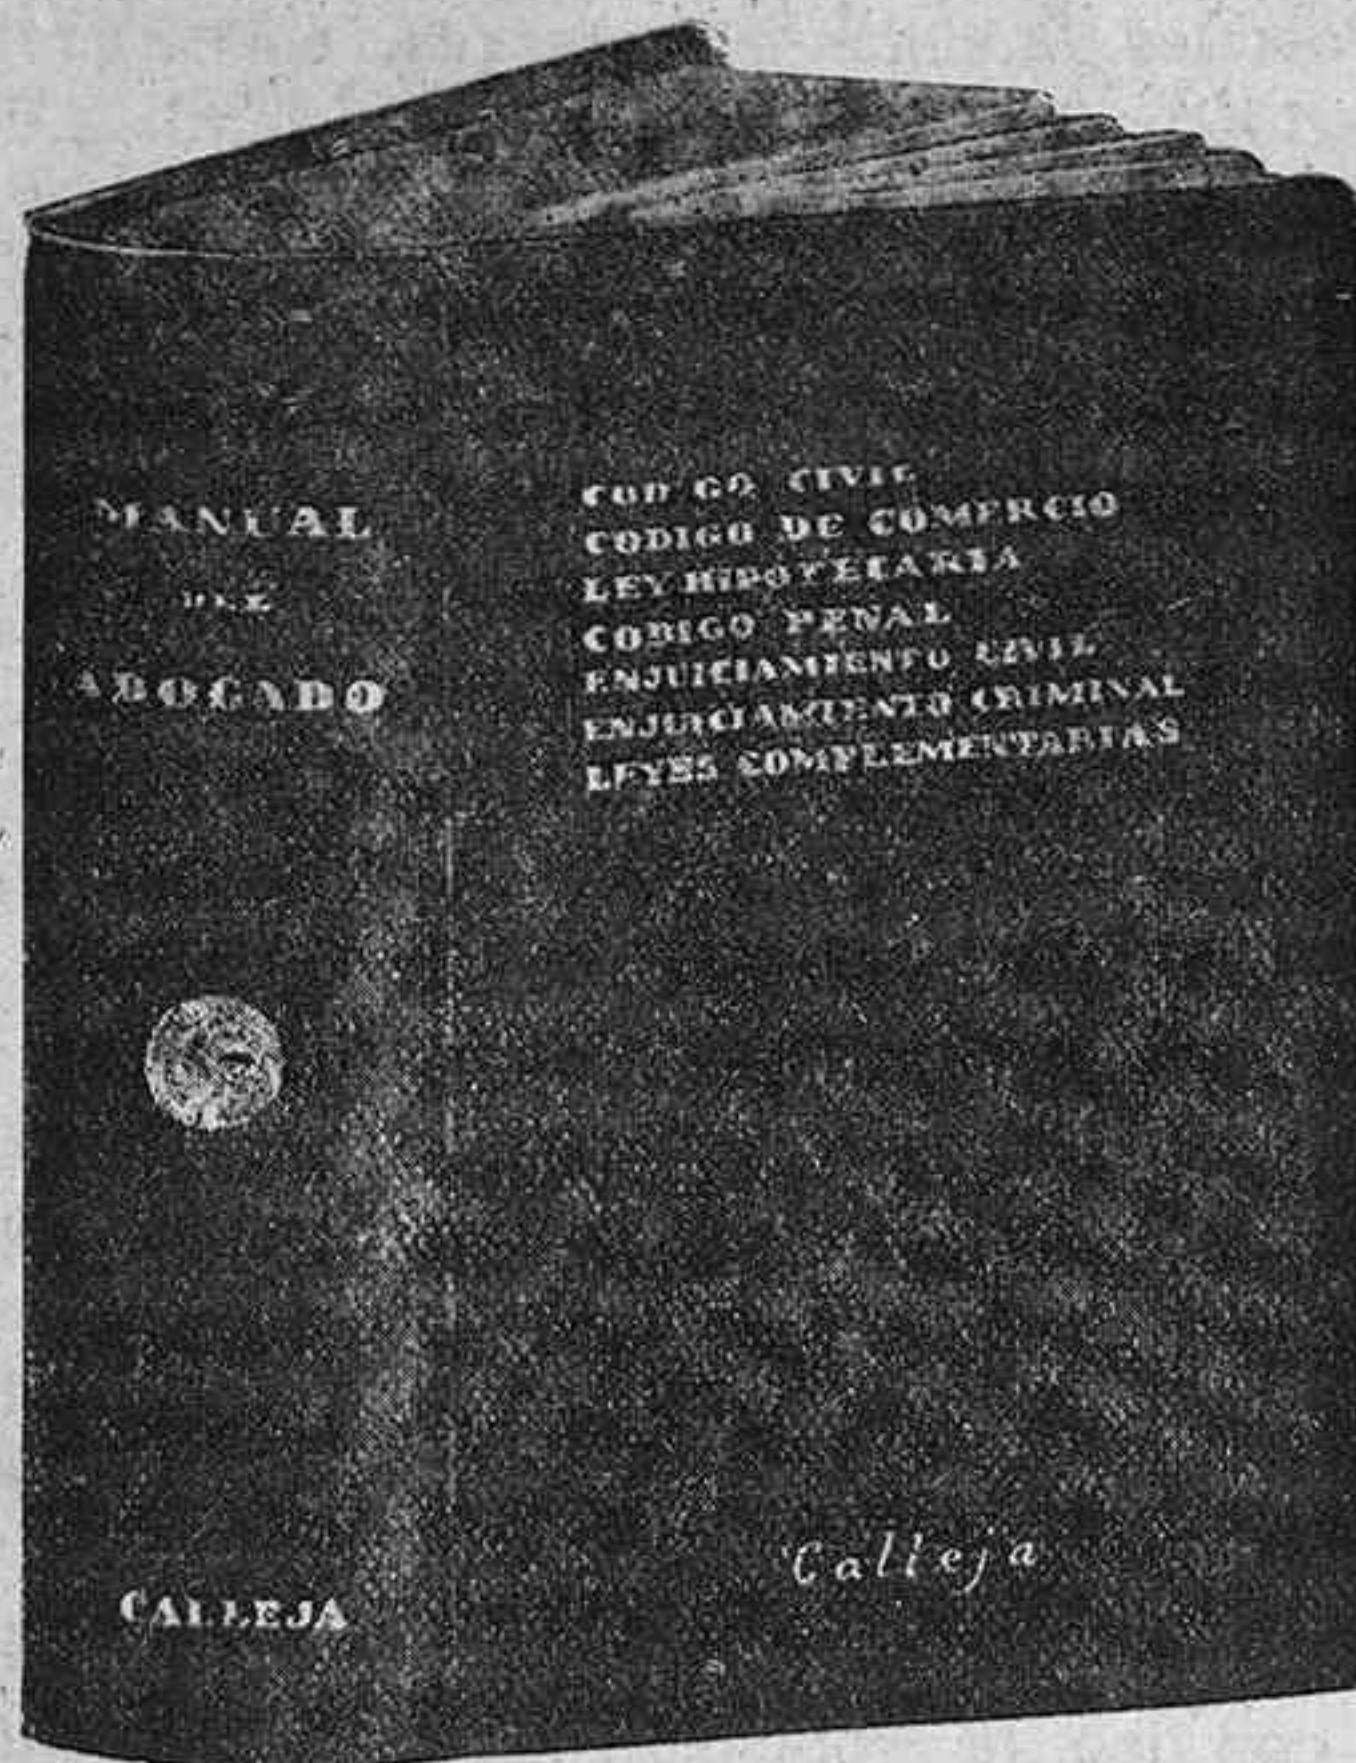 MANUAL
DEL
ABOGADO
CALLEJA
CODIGO CIVIL
CODIGO DE COMERCIO
LEY HIPOTECARIA
CODIGO PENAL
ENJUICIAMIENTO CIVIL
ENJUICIAMIENTO CRIMINAL
LEYES COMPLEMENTARIAS
Calleja